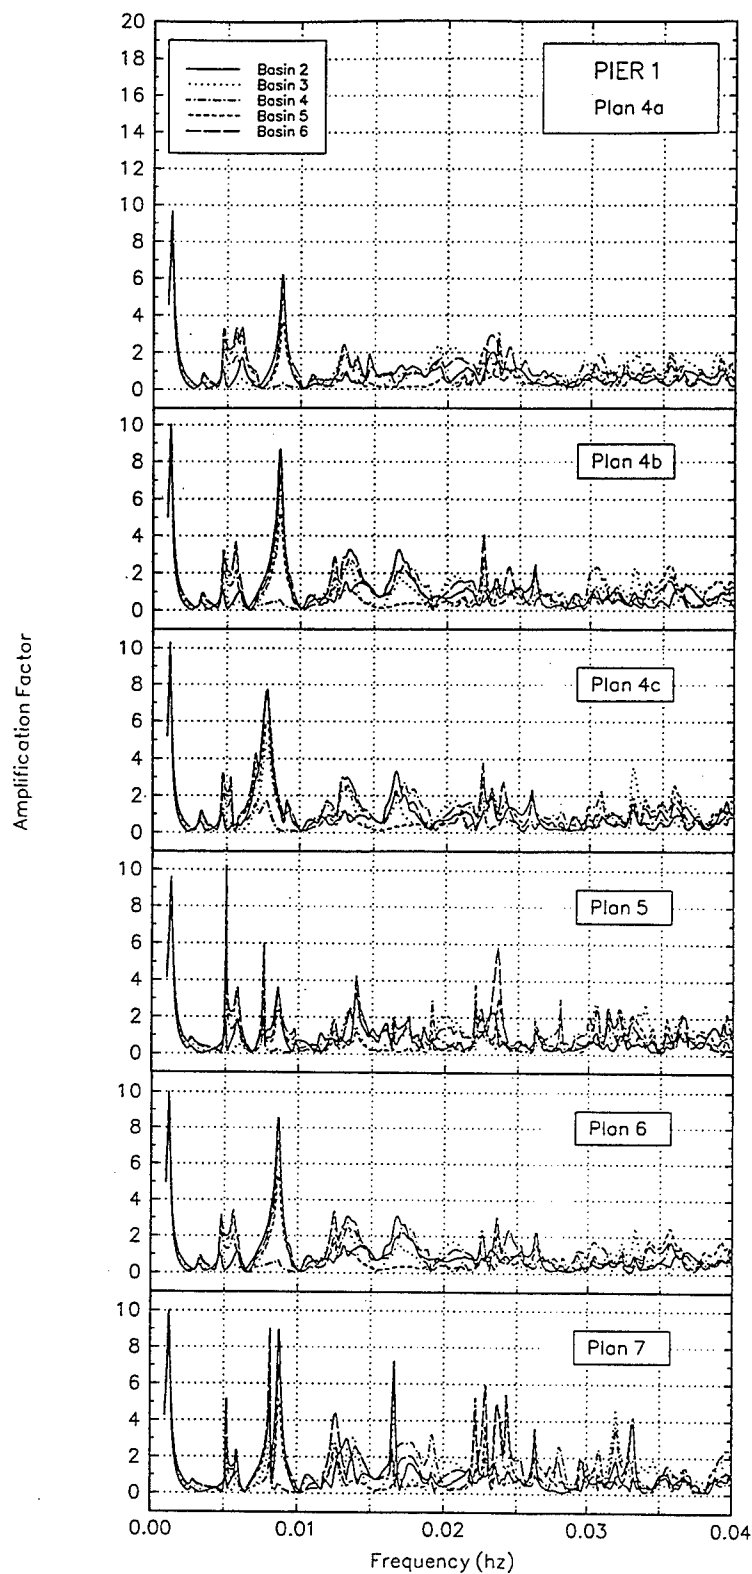 20
18
16
14
12
10
8
6
4
2
0
Basin 2
Basin 3
Basin 4
Basin 5
Basin 6
PIER 1
Plan 4a
10
8
6
4
2
0
Plan 4b
10
8
6
4
2
0
Plan 4c
Amplification Factor
10
8
6
4
2
0
Plan 5
10
8
6
4
2
0
Plan 6
10
8
6
4
2
0
Plan 7
0.00 0.01 0.02 0.03 0.04
Frequency (hz)